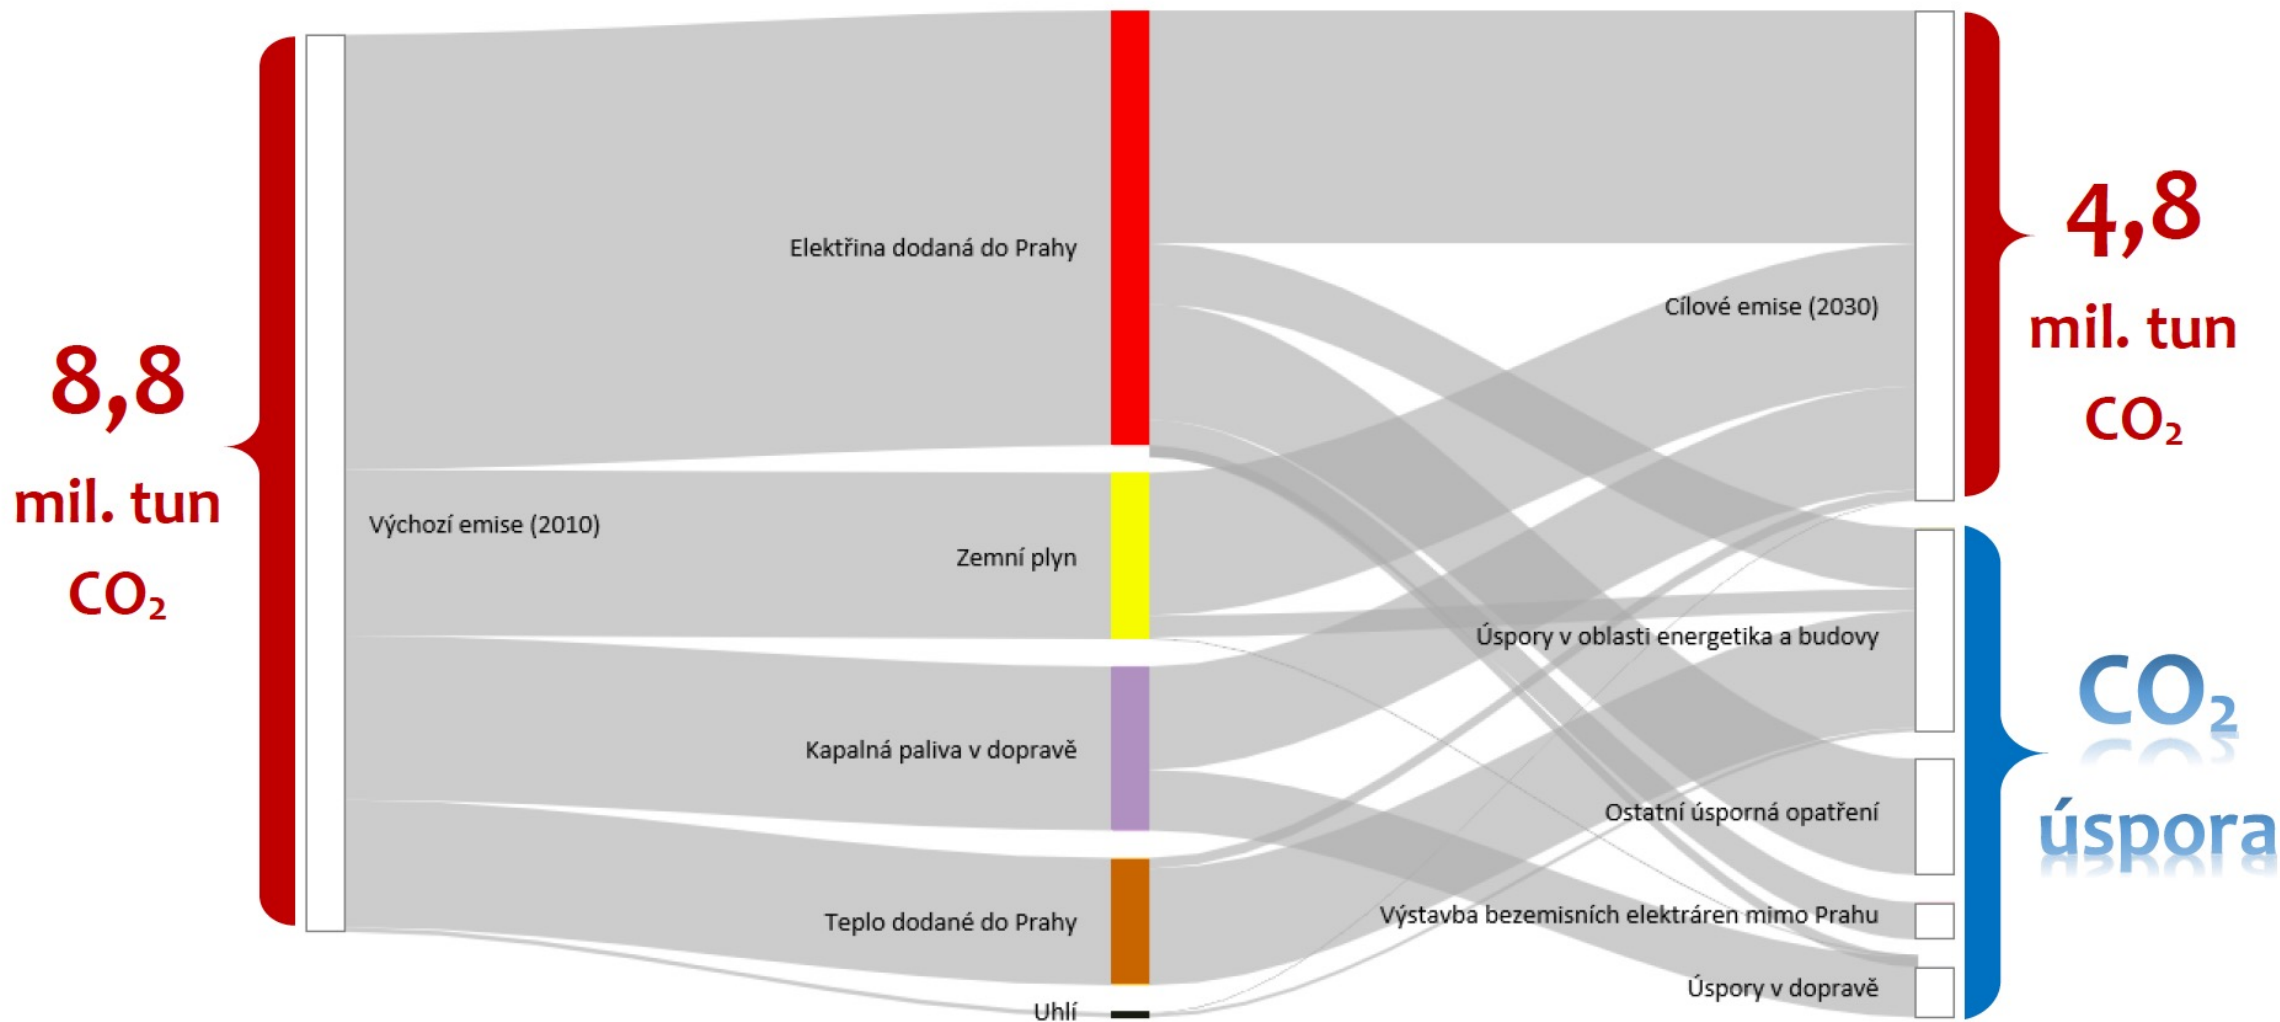 8,8
mil. tun
CO₂
Výchozí emise (2010)
Elektřina dodaná do Prahy
Zemní plyn
Kapalná paliva v dopravě
Teplo dodané do Prahy
Uhlí
Cílové emise (2030)
Úspory v oblasti energetika a budovy
Ostatní úsporná opatření
Výstavba bezemisních elektráren mimo Prahu
Úspory v dopravě
4,8
mil. tun
CO₂
CO₂
úspora